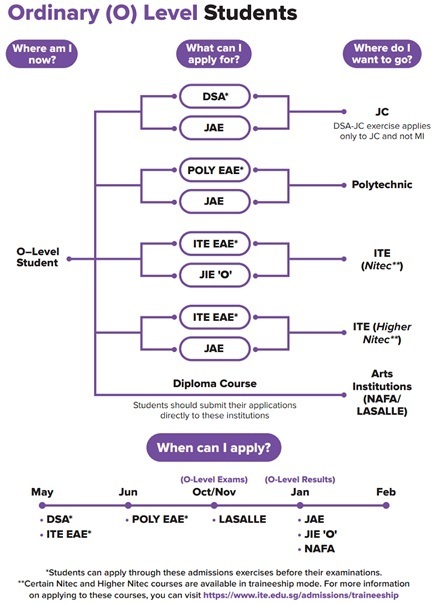 Ordinary (O) Level Students
Where am I
now?
What can I
apply for?
Where do I
want to go?
DSA*
JAE
JC
DSA-JC exercise applies
only to JC and not MI
POLY EAE*
JAE
Polytechnic
O–Level
Student
ITE EAE*
JIE 'O'
ITE
(Nitec**)
ITE EAE*
JAE
ITE (Higher
Nitec**)
Diploma Course
Students should submit their applications
directly to these institutions
Arts
Institutions
(NAFA/
LASALLE)
When can I apply?
(O-Level Exams)
(O-Level Results)
May
Jun
Oct/Nov
Jan
Feb
• DSA*
• ITE EAE*
• POLY EAE*
• LASALLE
• JAE
• JIE 'O'
• NAFA
*Students can apply through these admissions exercises before their examinations.
**Certain Nitec and Higher Nitec courses are available in traineeship mode. For more information
on applying to these courses, you can visit https://www.ite.edu.sg/admissions/traineeship